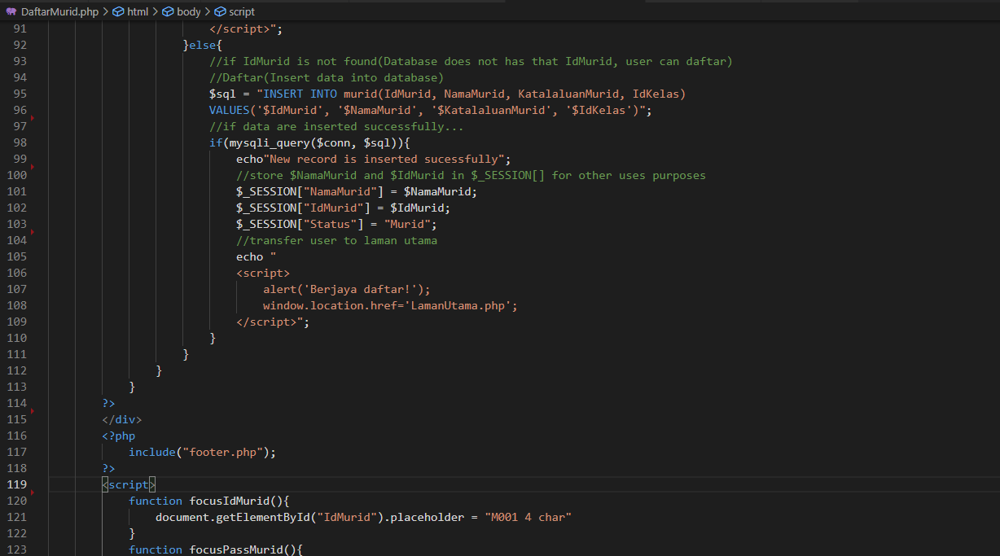 DaftarMurid.php > html > body > script
91 </script>";
92 }else{
93 //if IdMurid is not found(Database does not has that IdMurid, user can daftar)
94 //Daftar(Insert data into database)
95 $sql = "INSERT INTO murid(IdMurid, NamaMurid, KatalaluanMurid, IdKelas)
96 VALUES('$IdMurid', '$NamaMurid', '$KatalaluanMurid', '$IdKelas')";
97 //if data are inserted successfully...
98 if(mysqli_query($conn, $sql)){
99 echo"New record is inserted sucessfully";
100 //store $NamaMurid and $IdMurid in $_SESSION[] for other uses purposes
101 $_SESSION["NamaMurid"] = $NamaMurid;
102 $_SESSION["IdMurid"] = $IdMurid;
103 $_SESSION["Status"] = "Murid";
104 //transfer user to laman utama
105 echo "
106 <script>
107 alert('Berjaya daftar!');
108 window.location.href='LamanUtama.php';
109 </script>";
110 }
111 }
112 }
113 }
114 ?>
115 </div>
116 <?php
117 include("footer.php");
118 ?>
119 <script>
120 function focusIdMurid(){
121 document.getElementById("IdMurid").placeholder = "M001 4 char"
122 }
123 function focusPassMurid(){